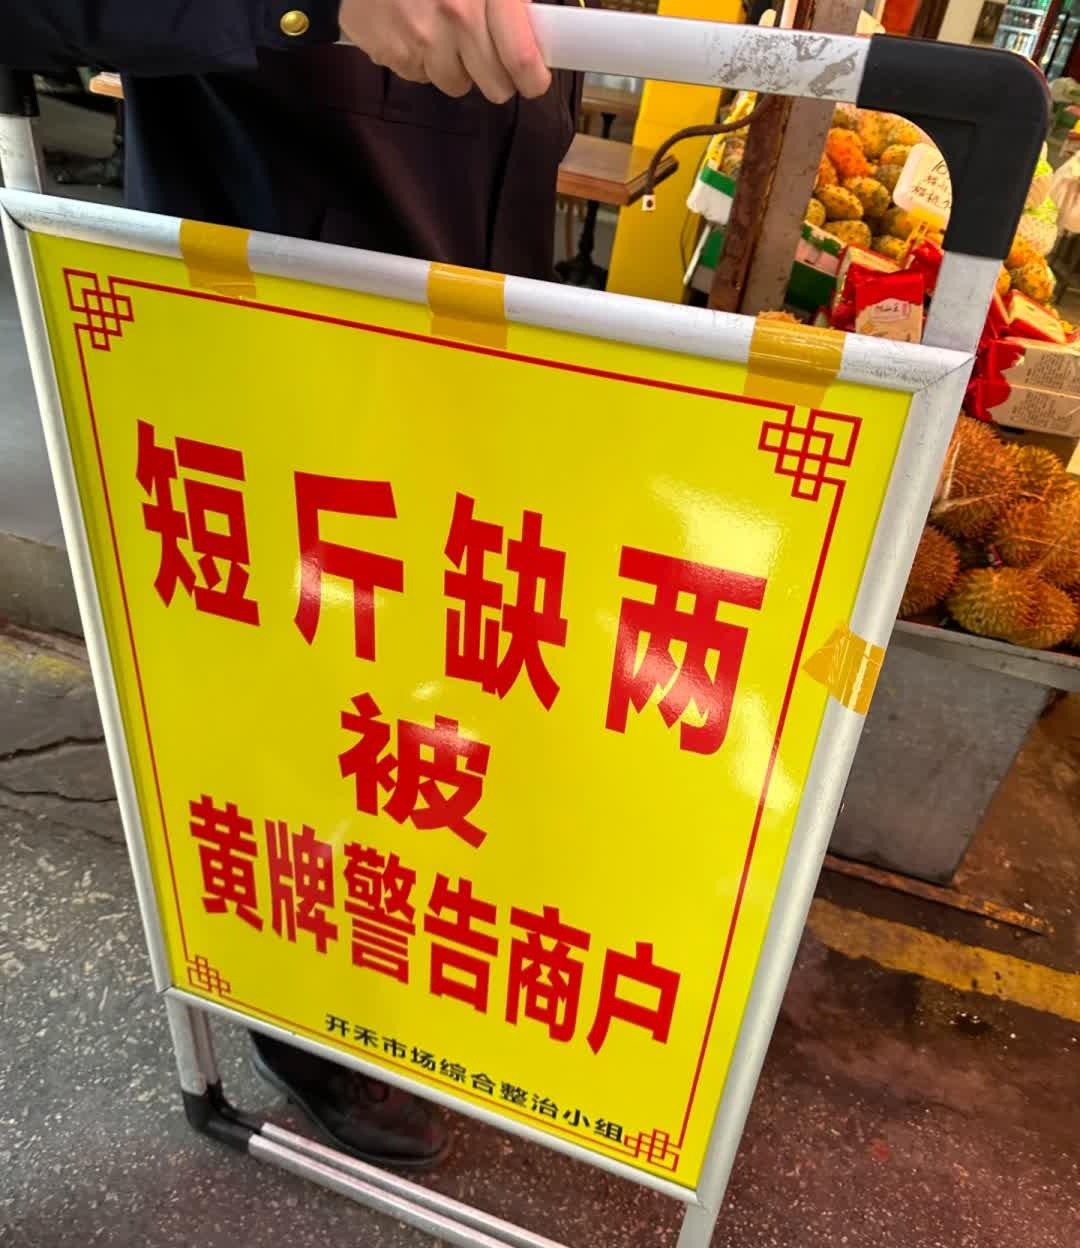 短斤缺两
被
黄牌警告商户
开禾市场综合整治小组